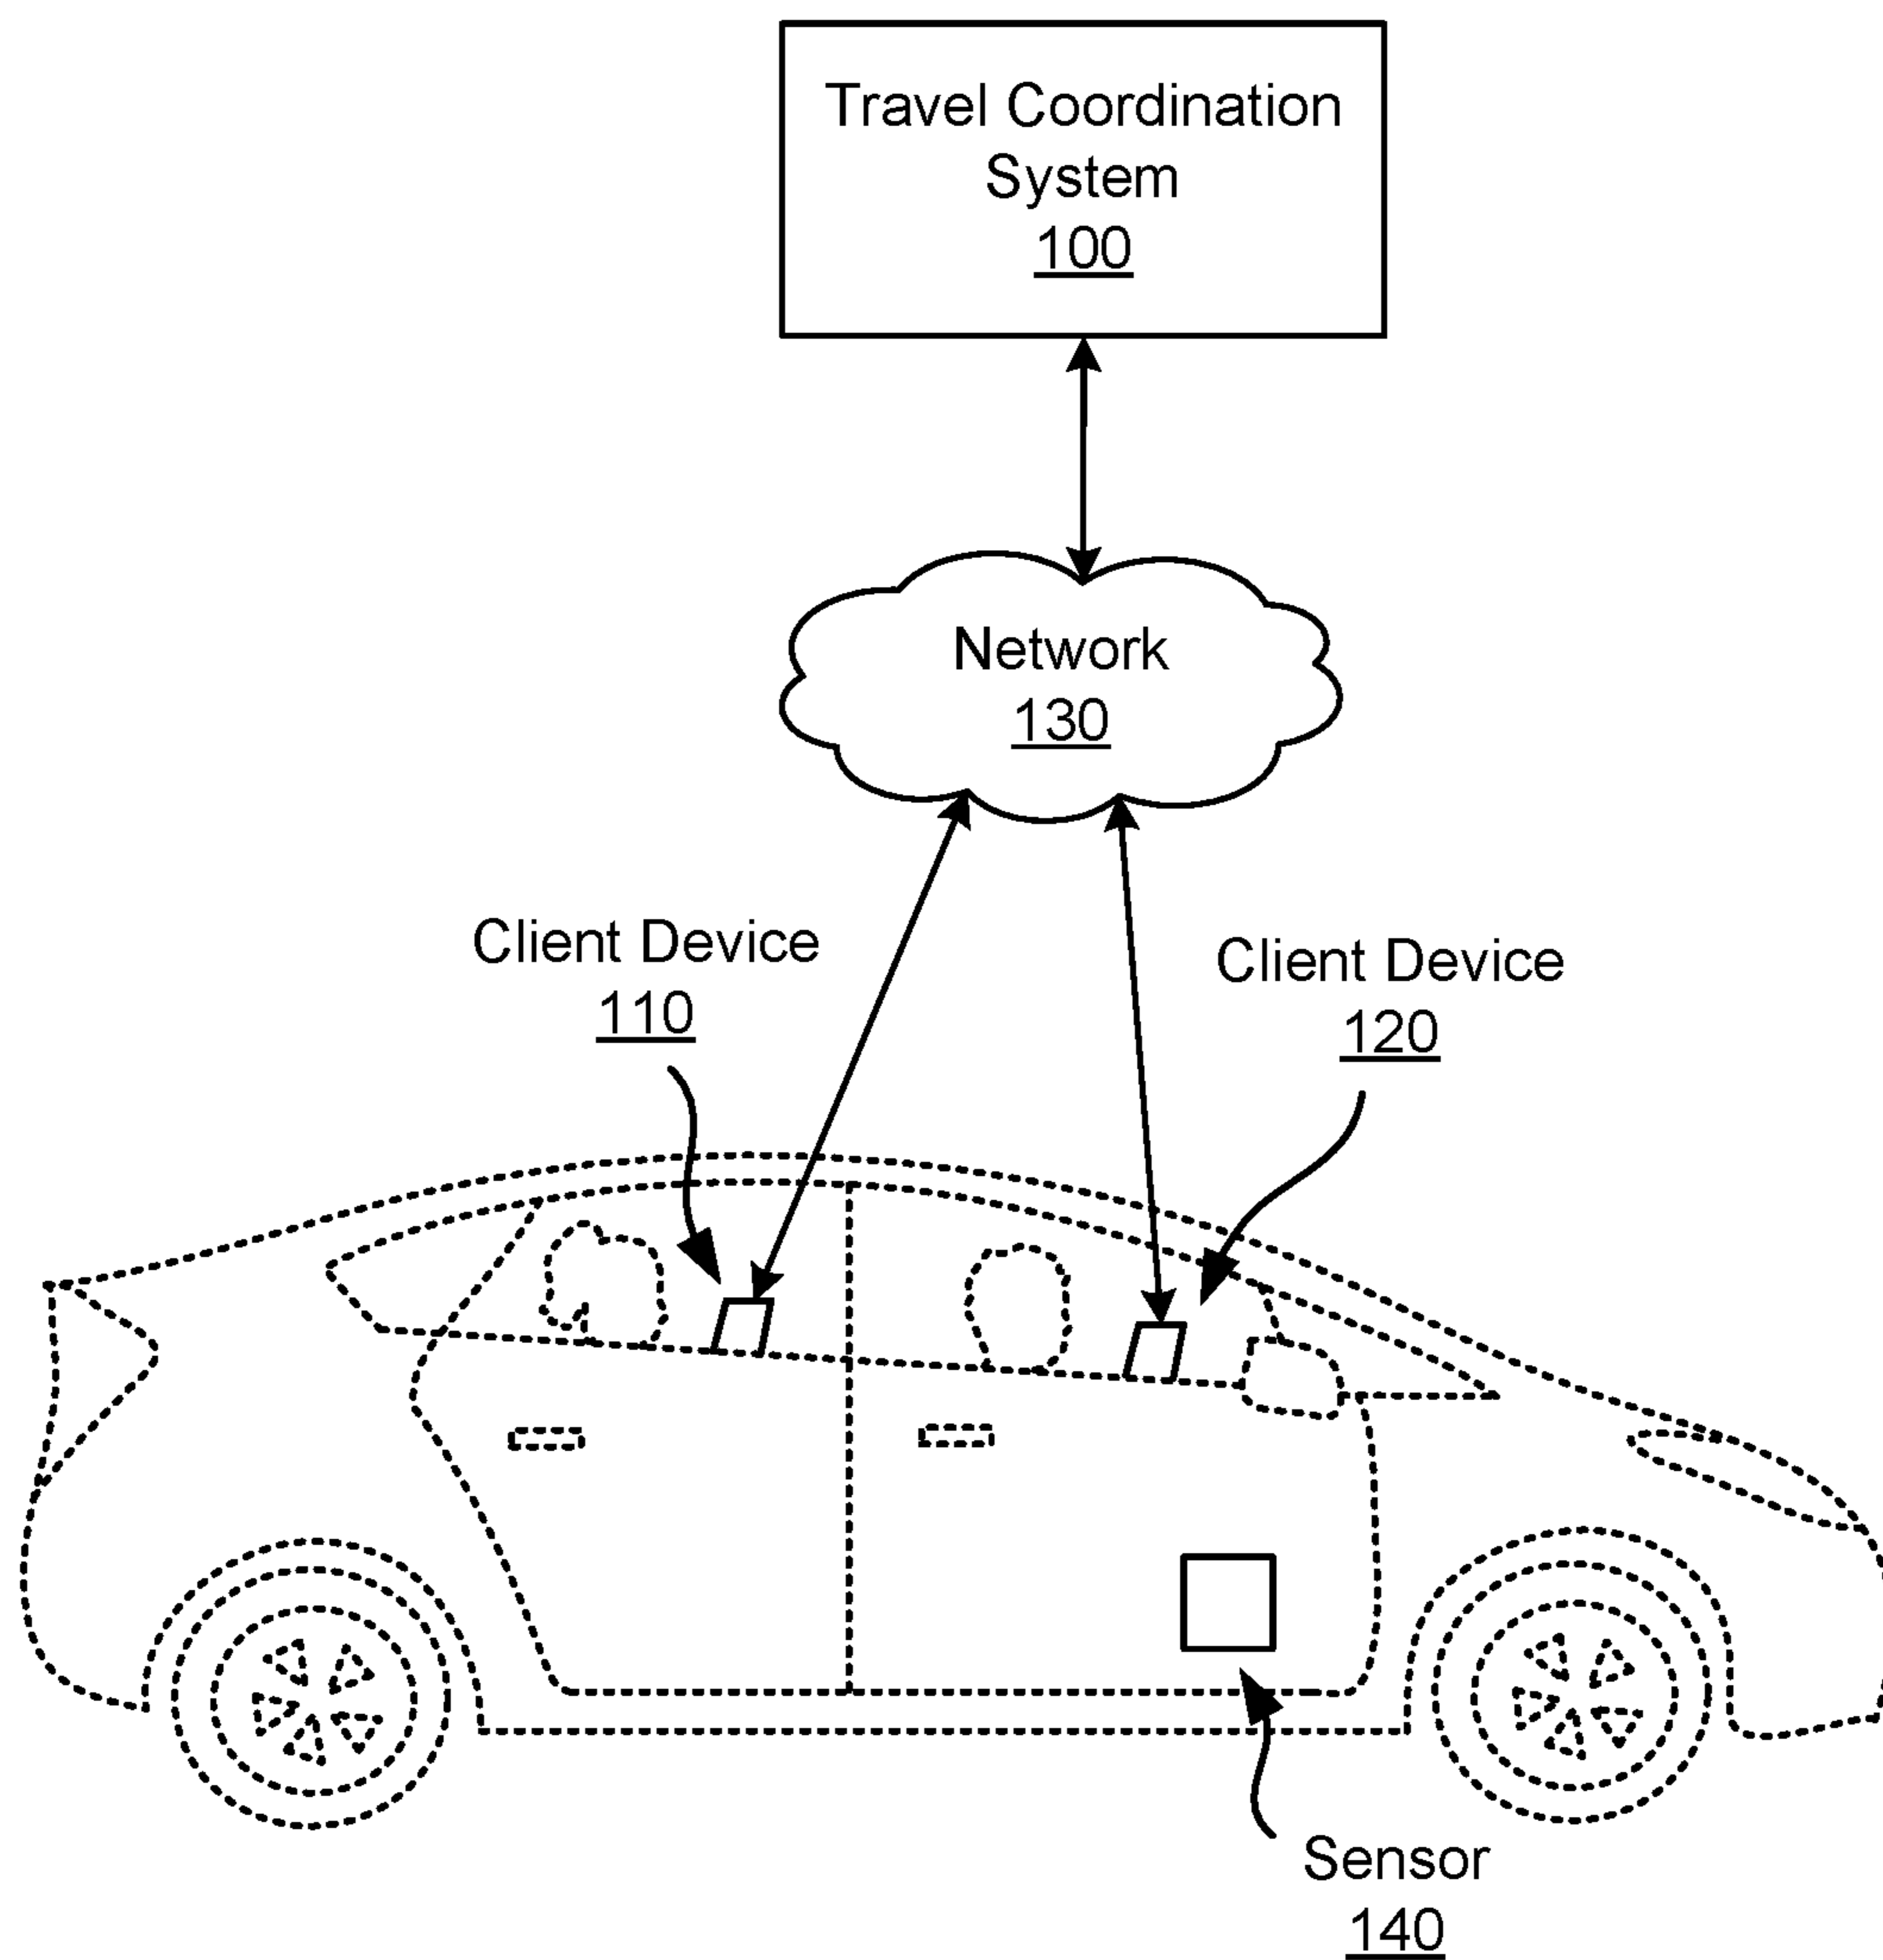 Travel Coordination
System
100
Network
130
Client Device
110
Client Device
120
Sensor
140